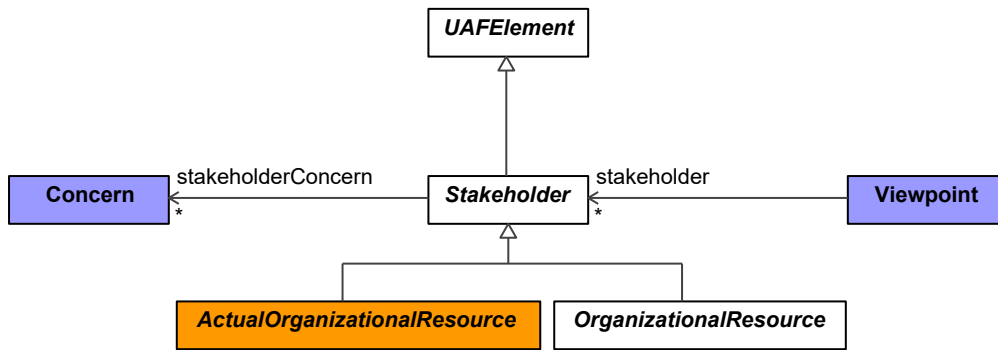 UAFElement
stakeholderConcern
stakeholder
Concern
Stakeholder
Viewpoint
*
*
ActualOrganizationalResource
OrganizationalResource